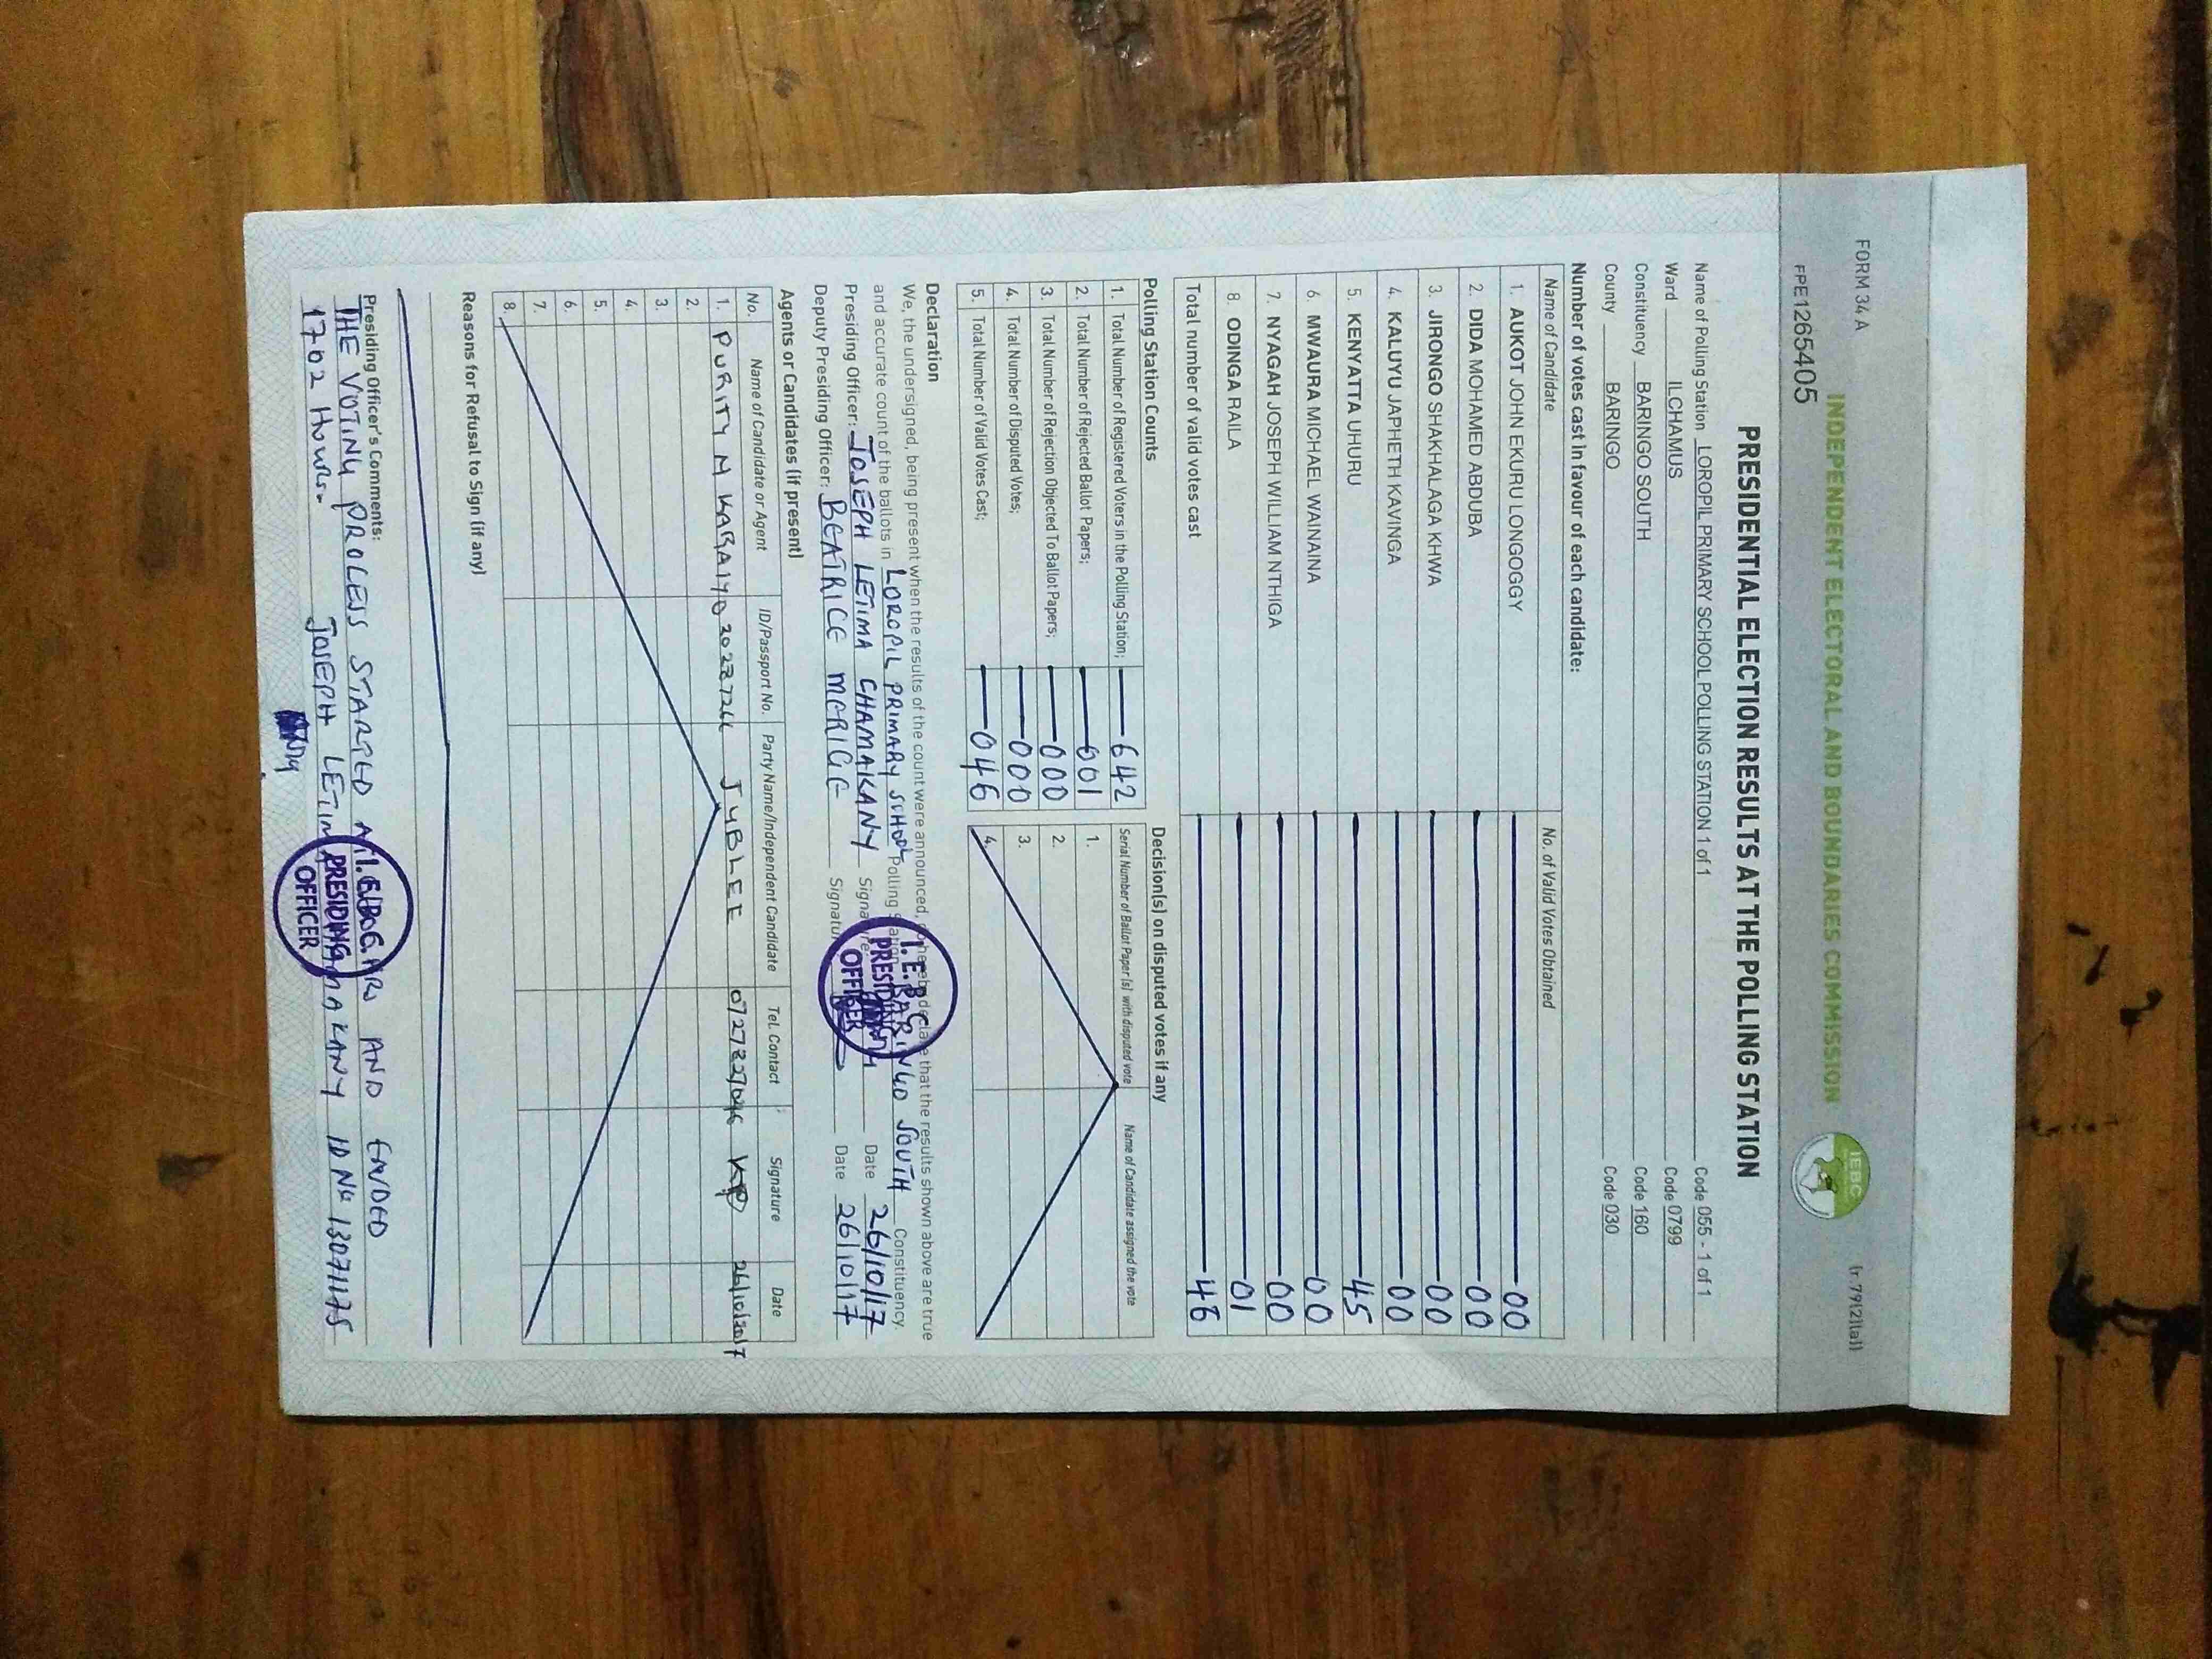 FORM 34 A
(r.79(2)(a))
INDEPENDENT ELECTORAL AND BOUNDARIES COMMISSION
IEBC
FPE1265405
PRESIDENTIAL ELECTION RESULTS AT THE POLLING STATION
Name of Polling Station LOROPIL PRIMARY SCHOOL POLLING STATION 1 of 1 Code 055 - 1 of 1
Ward ILCHAMUS Code 0799
Constituency BARINGO SOUTH Code 160
County BARINGO Code 030
Number of votes cast in favour of each candidate:
Name of Candidate No. of Valid Votes Obtained
1. AUKOT JOHN EKURU LONGOGGY 00
2. DIDA MOHAMED ABDUBA 00
3. JIRONGO SHAKHALAGA KHWA 00
4. KALUYU JAPHETH KAVINGA 00
5. KENYATTA UHURU 45
6. MWAURA MICHAEL WAINAINA 00
7. NYAGAH JOSEPH WILLIAM NTHIGA 00
8. ODINGA RAILA 01
Total number of valid votes cast 46
Polling Station Counts
1. Total Number of Registered Voters in the Polling Station; 642
2. Total Number of Rejected Ballot Papers; 001
3. Total Number of Rejection Objected To Ballot Papers; 000
4. Total Number of Disputed Votes; 000
5. Total Number of Valid Votes Cast; 046
Decision(s) on disputed votes if any
Serial Number of Ballot Paper(s) with disputed vote Name of Candidate assigned the vote
1.
2.
3.
4.
Declaration
We, the undersigned, being present when the results of the count were announced, do hereby declare that the results shown above are true
and accurate count of the ballots in LOROPIL PRIMARY SCHOOL Polling Station BARINGO SOUTH Constituency.
Presiding Officer: JOSEPH LETIMA CHAMAKANY Signature Date 26/10/17
Deputy Presiding Officer: BEATRICE Signature Date 26/10/17
I.E.B.C
PRESIDING
OFFICER
Agents or Candidates (if present)
No. Name of Candidate or Agent ID/Passport No. Party Name/Independent Candidate Tel. Contact Signature Date
1. PURITY N 26/10/2017
2.
3.
4.
5.
6.
7.
8.
Reasons for Refusal to Sign (if any)
Presiding Officer's Comments:
THE VOTING PROCESS STARTED AT HRS AND ENDED
1702 Hours. JOSEPH LETIMA CHAMAKANY ID No 13071175
I.E.B.C.
PRESIDING
OFFICER